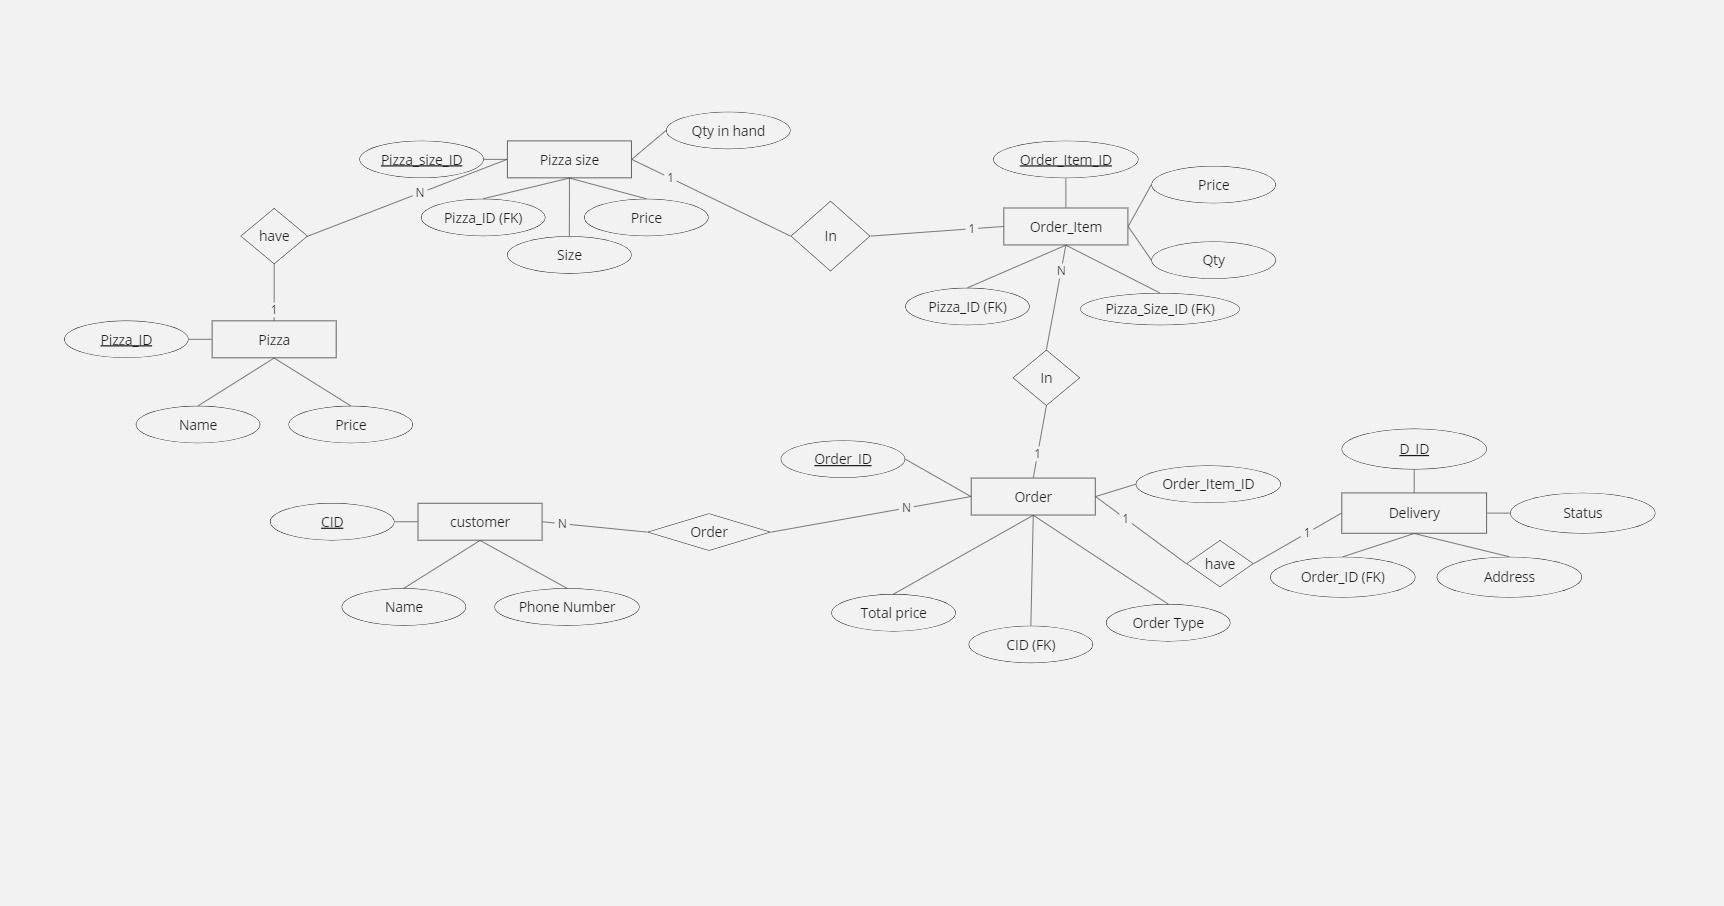 Qty in hand
Pizza_size_ID
Pizza size
Order_Item_ID
1
Price
N
Pizza_ID (FK)
Price
Order_Item
have
In
1
Size
Qty
N
1
Pizza_ID (FK)
Pizza_Size_ID (FK)
Pizza_ID
Pizza
In
Name
Price
D_ID
1
Order_ID
Order_Item_ID
Order
CID
customer
N
Order
N
1
Delivery
Status
1
have
Order_ID (FK)
Address
Name
Phone Number
Total price
Order Type
CID (FK)